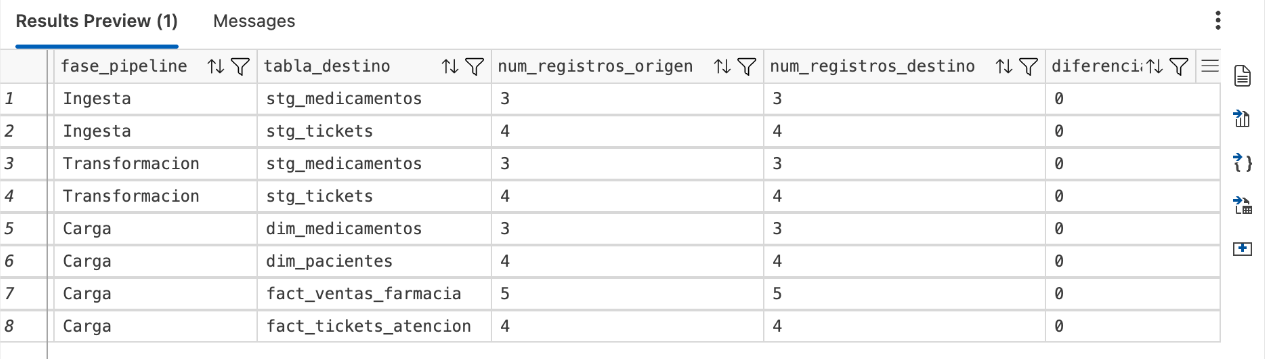 Results Preview (1) Messages
fase_pipeline tabla_destino num_registros_origen num_registros_destino diferenci
1 Ingesta stg_medicamentos 3 3 0
2 Ingesta stg_tickets 4 4 0
3 Transformacion stg_medicamentos 3 3 0
4 Transformacion stg_tickets 4 4 0
5 Carga dim_medicamentos 3 3 0
6 Carga dim_pacientes 4 4 0
7 Carga fact_ventas_farmacia 5 5 0
8 Carga fact_tickets_atencion 4 4 0